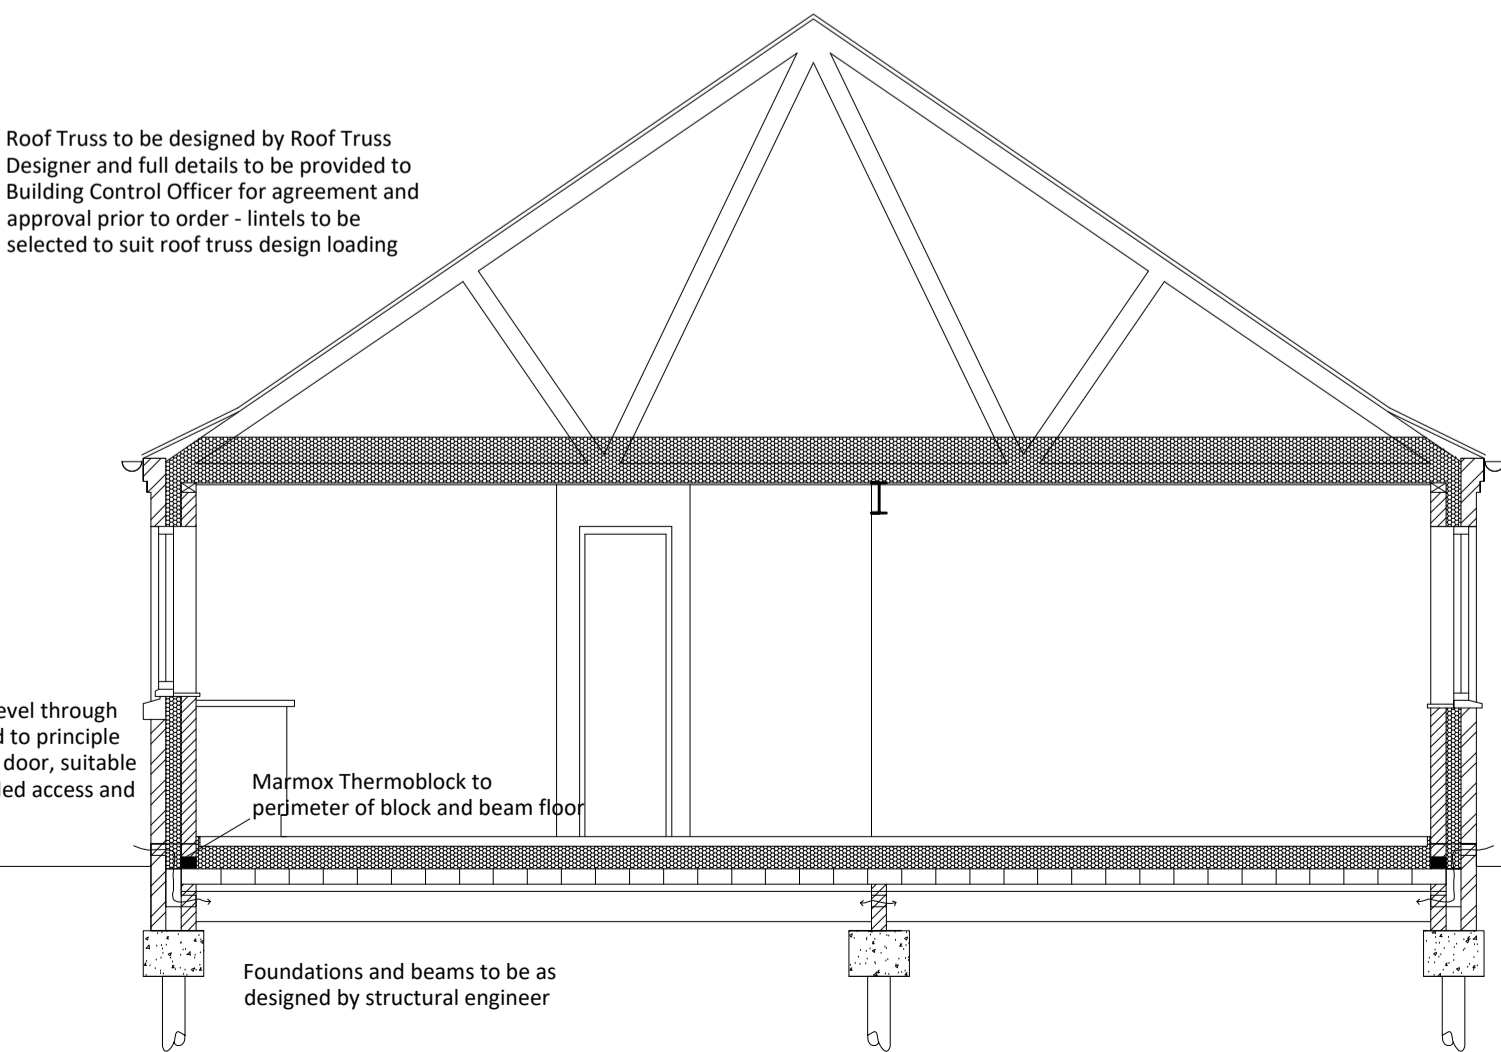 Roof Truss to be designed by Roof Truss
Designer and full details to be provided to
Building Control Officer for agreement and
approval prior to order - lintels to be
selected to suit roof truss design loading
level through
to principle
door, suitable
access and
Marmox Thermoblock to
perimeter of block and beam floor
Foundations and beams to be as
designed by structural engineer